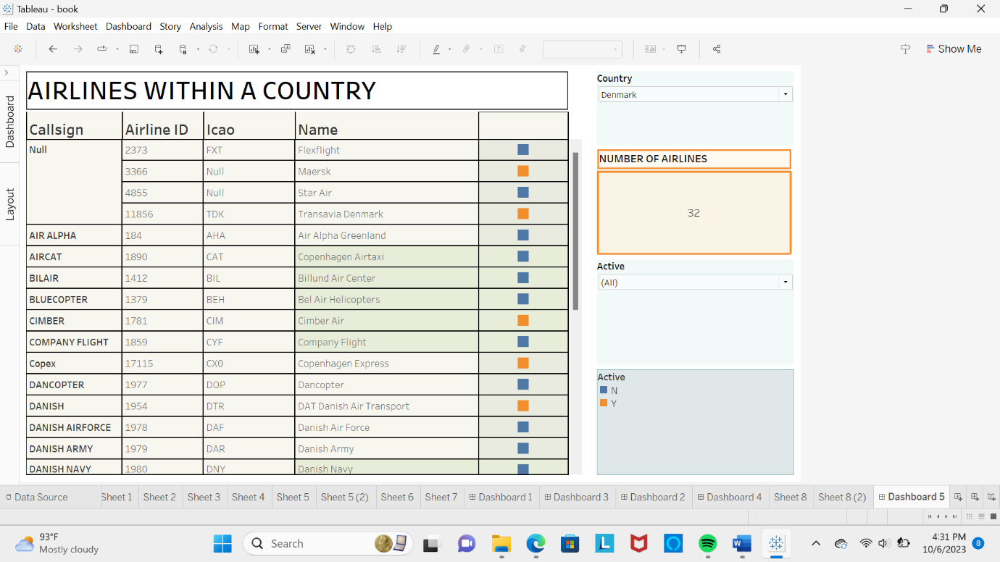 Tableau - book
File Data Worksheet Dashboard Story Analysis Map Format Server Window Help
Show Me
Dashboard
Layout
AIRLINES WITHIN A COUNTRY
Callsign Airline ID Icao Name
Null 2373 FXT Flexflight
3366 Null Maersk
4855 Null Star Air
11856 TDK Transavia Denmark
AIR ALPHA 184 AHA Air Alpha Greenland
AIRCAT 1890 CAT Copenhagen Airtaxi
BILAIR 1412 BIL Billund Air Center
BLUECOPTER 1379 BEH Bel Air Helicopters
CIMBER 1781 CIM Cimber Air
COMPANY FLIGHT 1859 CYF Company Flight
Copex 17115 CX0 Copenhagen Express
DANCOPTER 1977 DOP Dancopter
DANISH 1954 DTR DAT Danish Air Transport
DANISH AIRFORCE 1978 DAF Danish Air Force
DANISH ARMY 1979 DAR Danish Army
DANISH NAVY 1980 DNY Danish Navy
Country
Denmark
NUMBER OF AIRLINES
32
Active
(All)
Active
N
Y
Data Source Sheet 1 Sheet 2 Sheet 3 Sheet 4 Sheet 5 Sheet 5 (2) Sheet 6 Sheet 7 Dashboard 1 Dashboard 3 Dashboard 2 Dashboard 4 Sheet 8 Sheet 8 (2) Dashboard 5
93°F
Mostly cloudy
Search
L
W
4:31 PM
10/6/2023
8